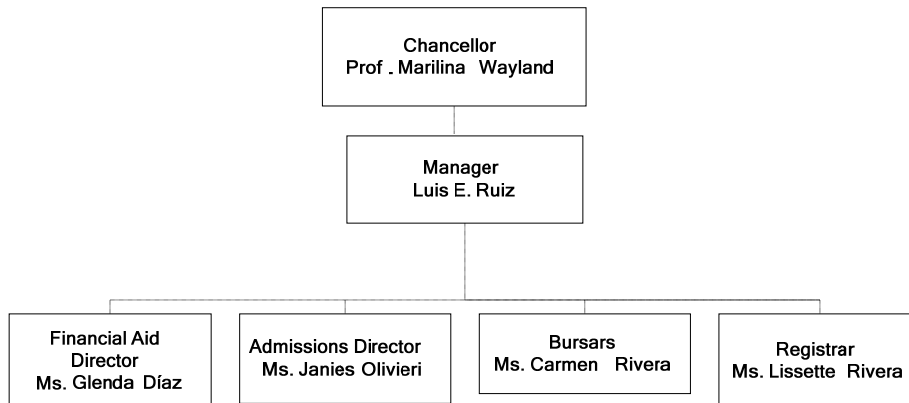 Chancellor
Prof . Marilina Wayland
Manager
Luis E. Ruiz
Financial Aid
Director
Ms. Glenda Díaz
Admissions Director
Ms. Janies Olivieri
Bursars
Ms. Carmen Rivera
Registrar
Ms. Lissette Rivera